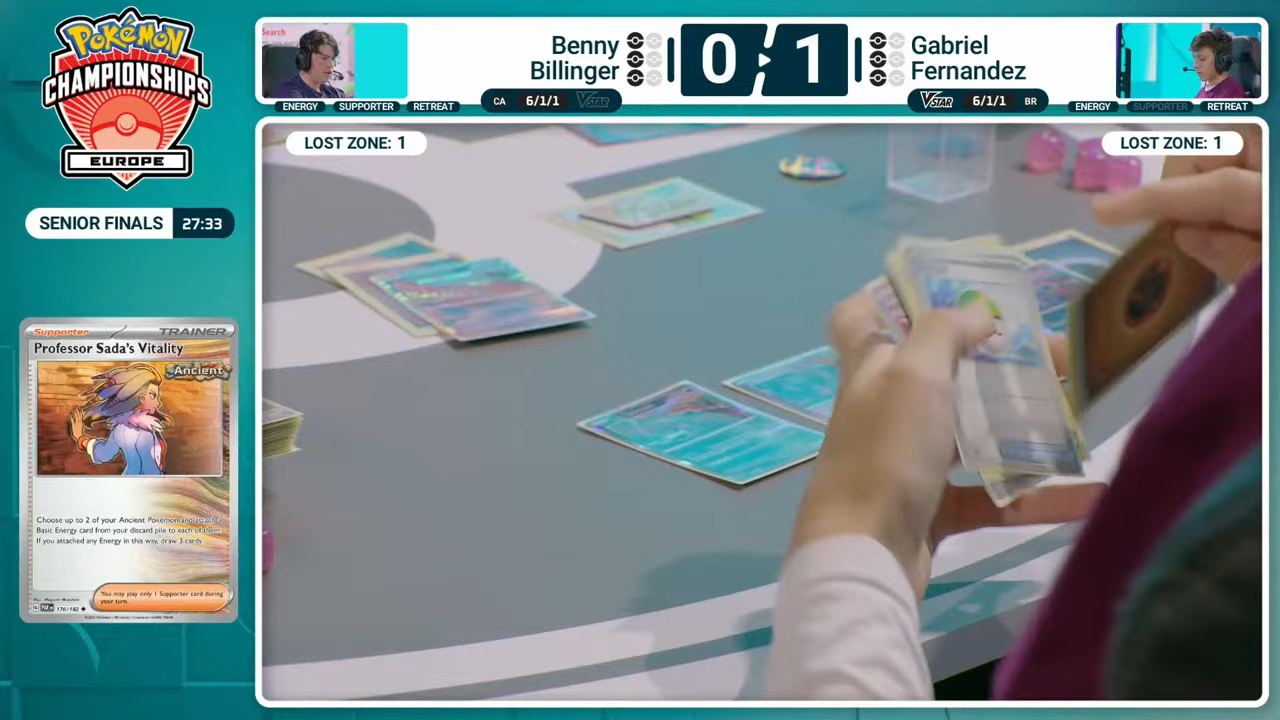 Pokémon
CHAMPIONSHIPS
EUROPE
SENIOR FINALS
27:33
Search
Benny
Billinger
0
1
Gabriel
Fernandez
ENERGY
SUPPORTER
RETREAT
CA
6/1/1
VSTAR
VSTAR
6/1/1
BR
ENERGY
SUPPORTER
RETREAT
LOST ZONE: 1
LOST ZONE: 1
Supporter
TRAINER
Professor Sada's Vitality
Ancient
Choose up to 2 of your Ancient Pokémon and attach a
Basic Energy card from your discard pile to each of them.
If you attached any Energy in this way, draw 3 cards.
You may play only 1 Supporter card during
your turn.
PAR
170/182